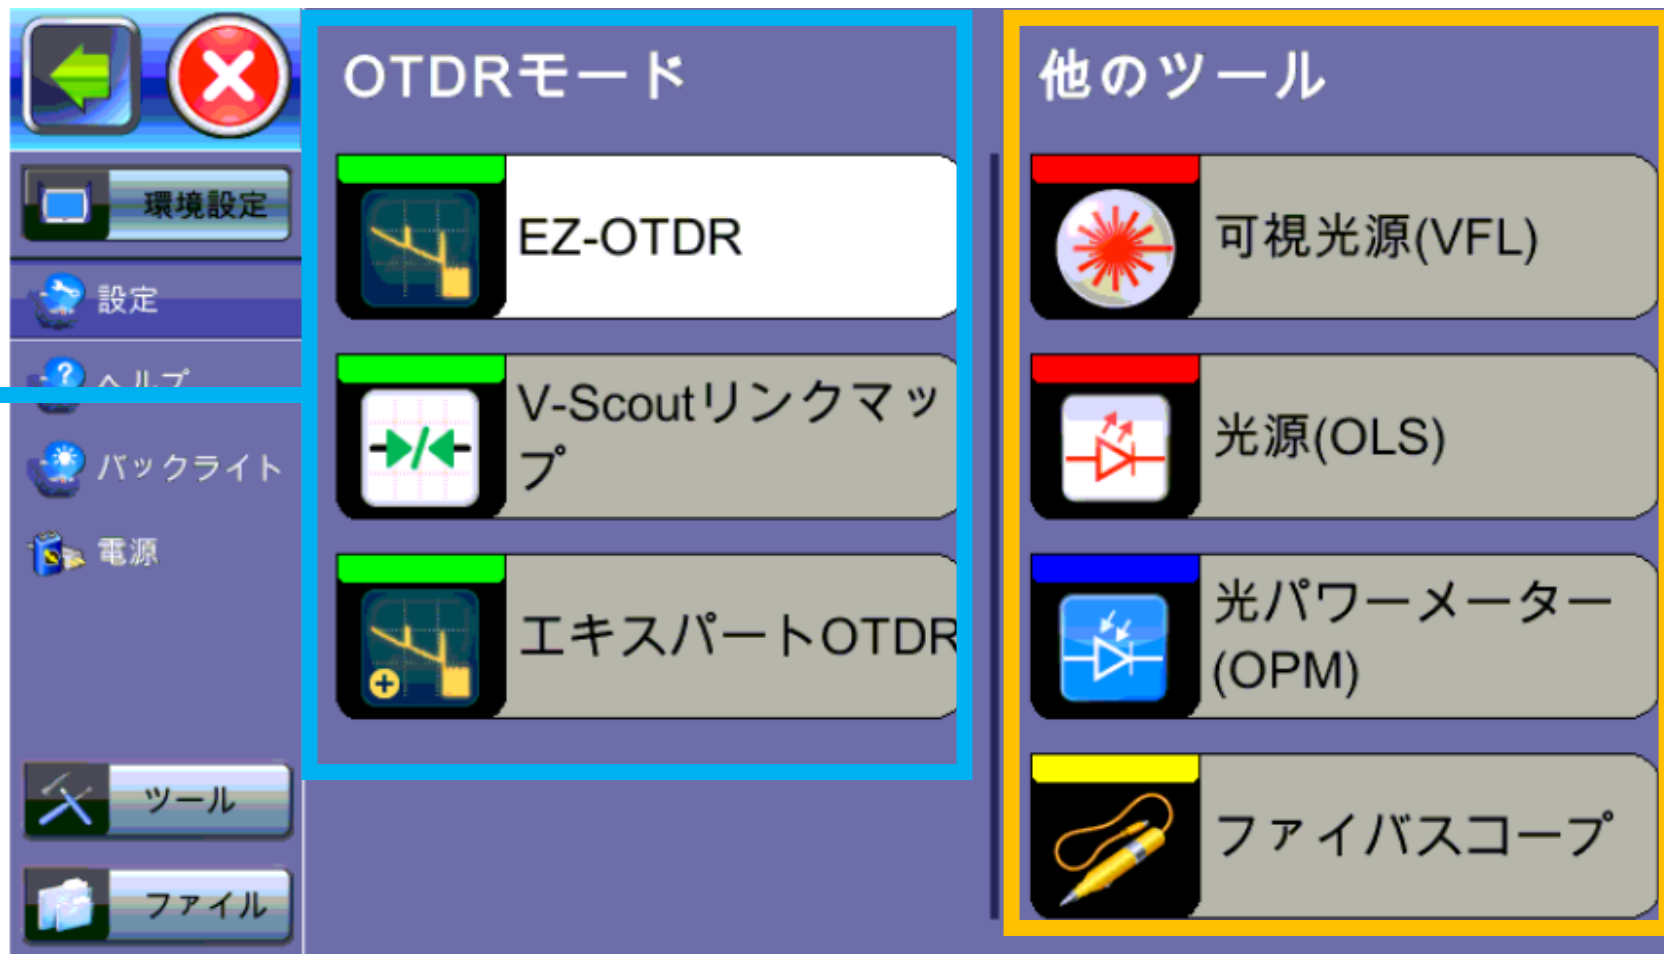 OTDRモード
他のツール
環境設定
設定
ヘルプ
バックライト
電源
ツール
ファイル
EZ-OTDR
V-Scoutリンクマッ
プ
エキスパートOTDR
可視光源(VFL)
光源(OLS)
光パワーメーター
(OPM)
ファイバスコープ